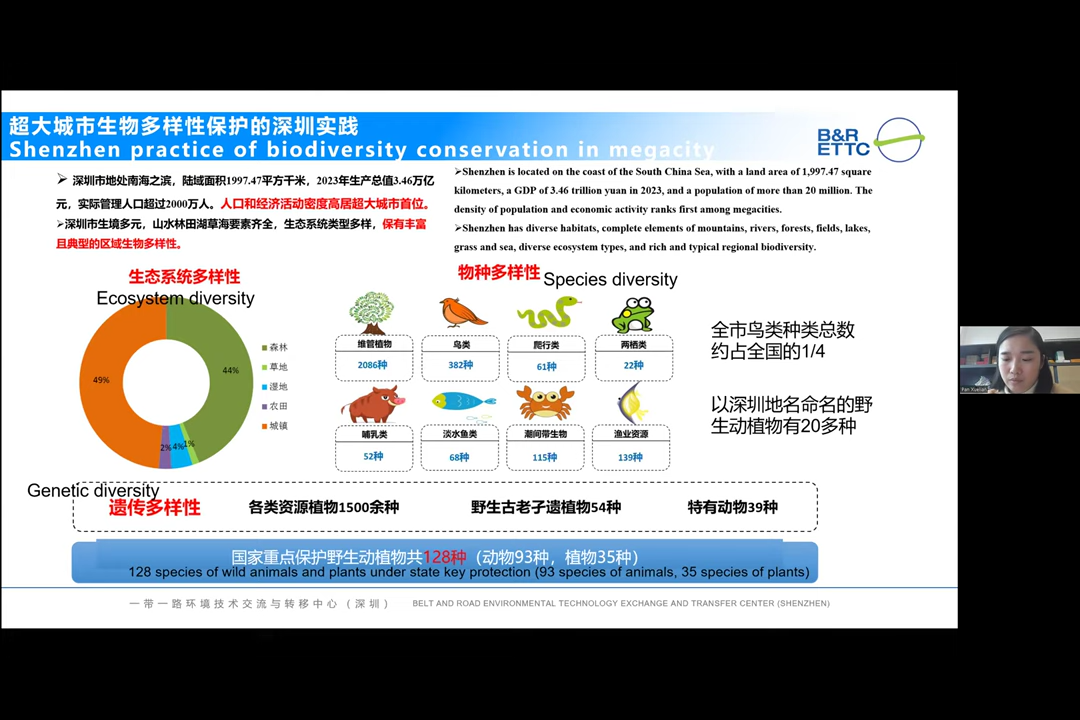 超大城市生物多样性保护的深圳实践
Shenzhen practice of biodiversity conservation in megacity
B&R
ETTC
➢ 深圳市地处南海之滨，陆域面积1997.47平方千米，2023年生产总值3.46万亿
元，实际管理人口超过2000万人。人口和经济活动密度高居超大城市首位。
➢深圳市生境多元，山水林田湖草海要素齐全，生态系统类型多样，保有丰富
且典型的区域生物多样性。
➢Shenzhen is located on the coast of the South China Sea, with a land area of 1,997.47 square
kilometers, a GDP of 3.46 trillion yuan in 2023, and a population of more than 20 million. The
density of population and economic activity ranks first among megacities.
➢Shenzhen has diverse habitats, complete elements of mountains, rivers, forests, fields, lakes,
grass and sea, diverse ecosystem types, and rich and typical regional biodiversity.
生态系统多样性
Ecosystem diversity
49%
44%
2%
4%
1%
森林
草地
湿地
农田
城镇
物种多样性 Species diversity
维管植物
2086种
鸟类
382种
爬行类
61种
两栖类
22种
哺乳类
52种
淡水鱼类
68种
潮间带生物
115种
渔业资源
139种
全市鸟类种类总数
约占全国的1/4
以深圳地名命名的野
生动植物有20多种
Genetic diversity
遗传多样性 各类资源植物1500余种 野生古老孑遗植物54种 特有动物39种
国家重点保护野生动植物共128种（动物93种，植物35种）
128 species of wild animals and plants under state key protection (93 species of animals, 35 species of plants)
一带一路环境技术交流与转移中心（深圳） BELT AND ROAD ENVIRONMENTAL TECHNOLOGY EXCHANGE AND TRANSFER CENTER (SHENZHEN)